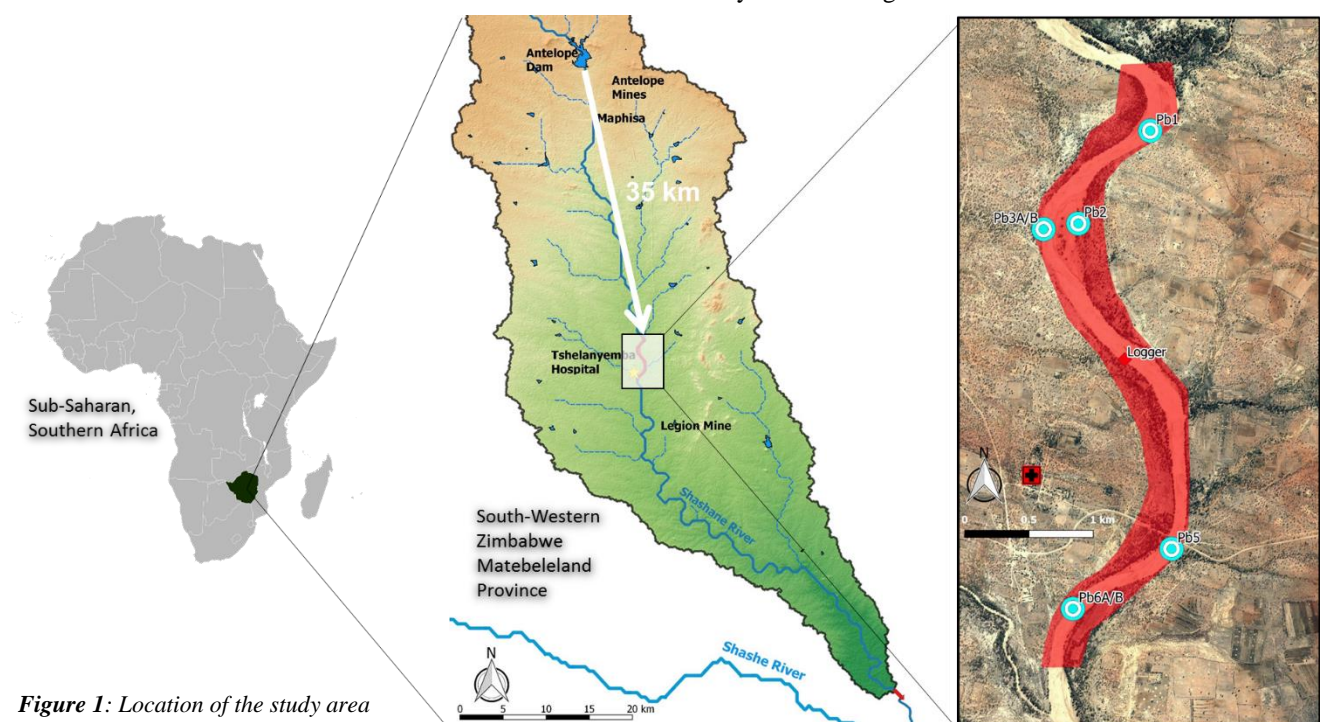 Sub-Saharan,
Southern Africa
Antelope
Dam
Antelope
Mines
Maphisa
35 km
Tshelanyemba
Hospital
Legion Mine
Shashane River
South-Western
Zimbabwe
Matebeleland
Province
Shashe River
N
0 5 10 15 20 km
Pb1
Pb3A/B
Pb2
Logger
N
0 0.5 1 km
Pb5
Pb6A/B
Figure 1: Location of the study area